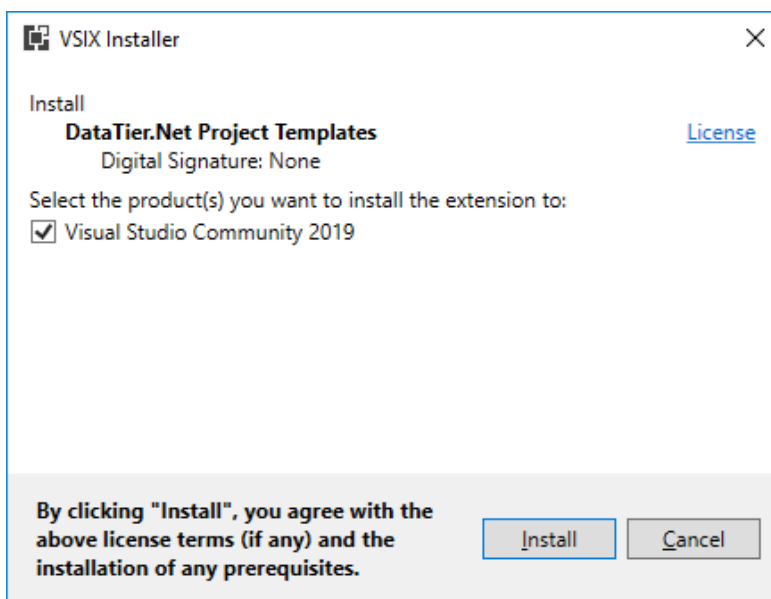 VSIX Installer
Install
DataTier.Net Project Templates
License
Digital Signature: None
Select the product(s) you want to install the extension to:
Visual Studio Community 2019
By clicking "Install", you agree with the
above license terms (if any) and the
installation of any prerequisites.
Install
Cancel